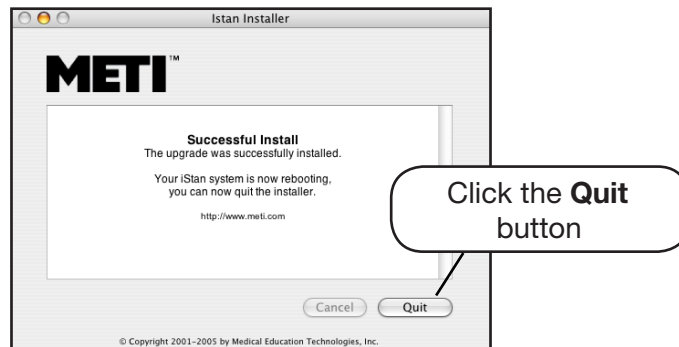 Istan Installer
METI™
Successful Install
The upgrade was successfully installed.
Your iStan system is now rebooting,
you can now quit the installer.
http://www.meti.com
Click the Quit
button
Cancel
Quit
© Copyright 2001-2005 by Medical Education Technologies, Inc.